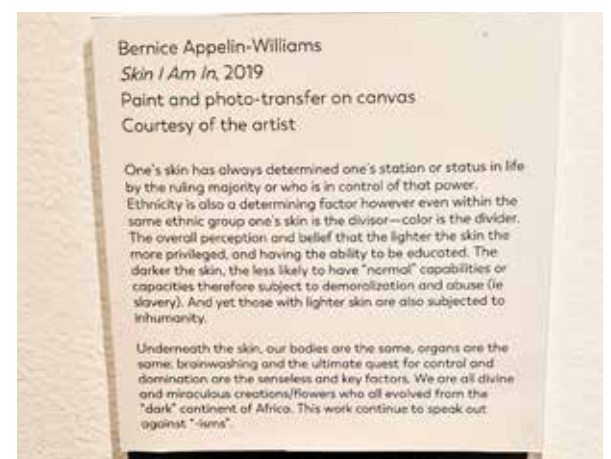 Bernice Appelin-Williams
Skin I Am In, 2019
Paint and photo-transfer on canvas
Courtesy of the artist
One's skin has always determined one's station or status in life
by the ruling majority or who is in control of that power.
Ethnicity is also a determining factor however even within the
same ethnic group one's skin is the divisor—color is the divider.
The overall perception and belief that the lighter the skin the
more privileged, and having the ability to be educated. The
darker the skin, the less likely to have "normal" capabilities or
capacities therefore subject to demoralization and abuse (ie
slavery). And yet those with lighter skin are also subjected to
inhumanity.
Underneath the skin, our bodies are the same, organs are the
same; brainwashing and the ultimate quest for control and
domination are the senseless and key factors. We are all divine
and miraculous creations/flowers who all evolved from the
"dark" continent of Africa. This work continue to speak out
against "-isms".